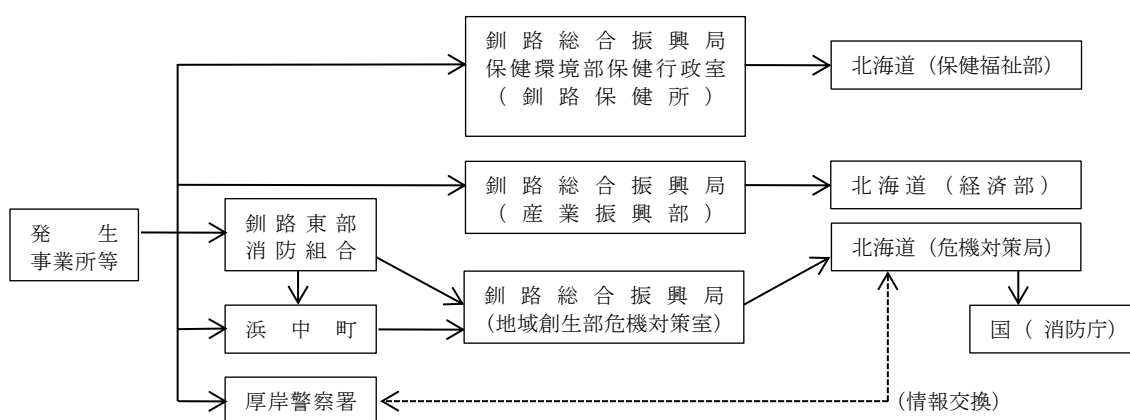 釧路総合振興局
保健環境部保健行政室
(釧路保健所)
北海道(保健福祉部)
釧路総合振興局
(産業振興部)
北海道(経済部)
発生
事業所等
釧路東部
消防組合
北海道(危機対策局)
浜中町
釧路総合振興局
(地域創生部危機対策室)
国(消防庁)
厚岸警察署
(情報交換)